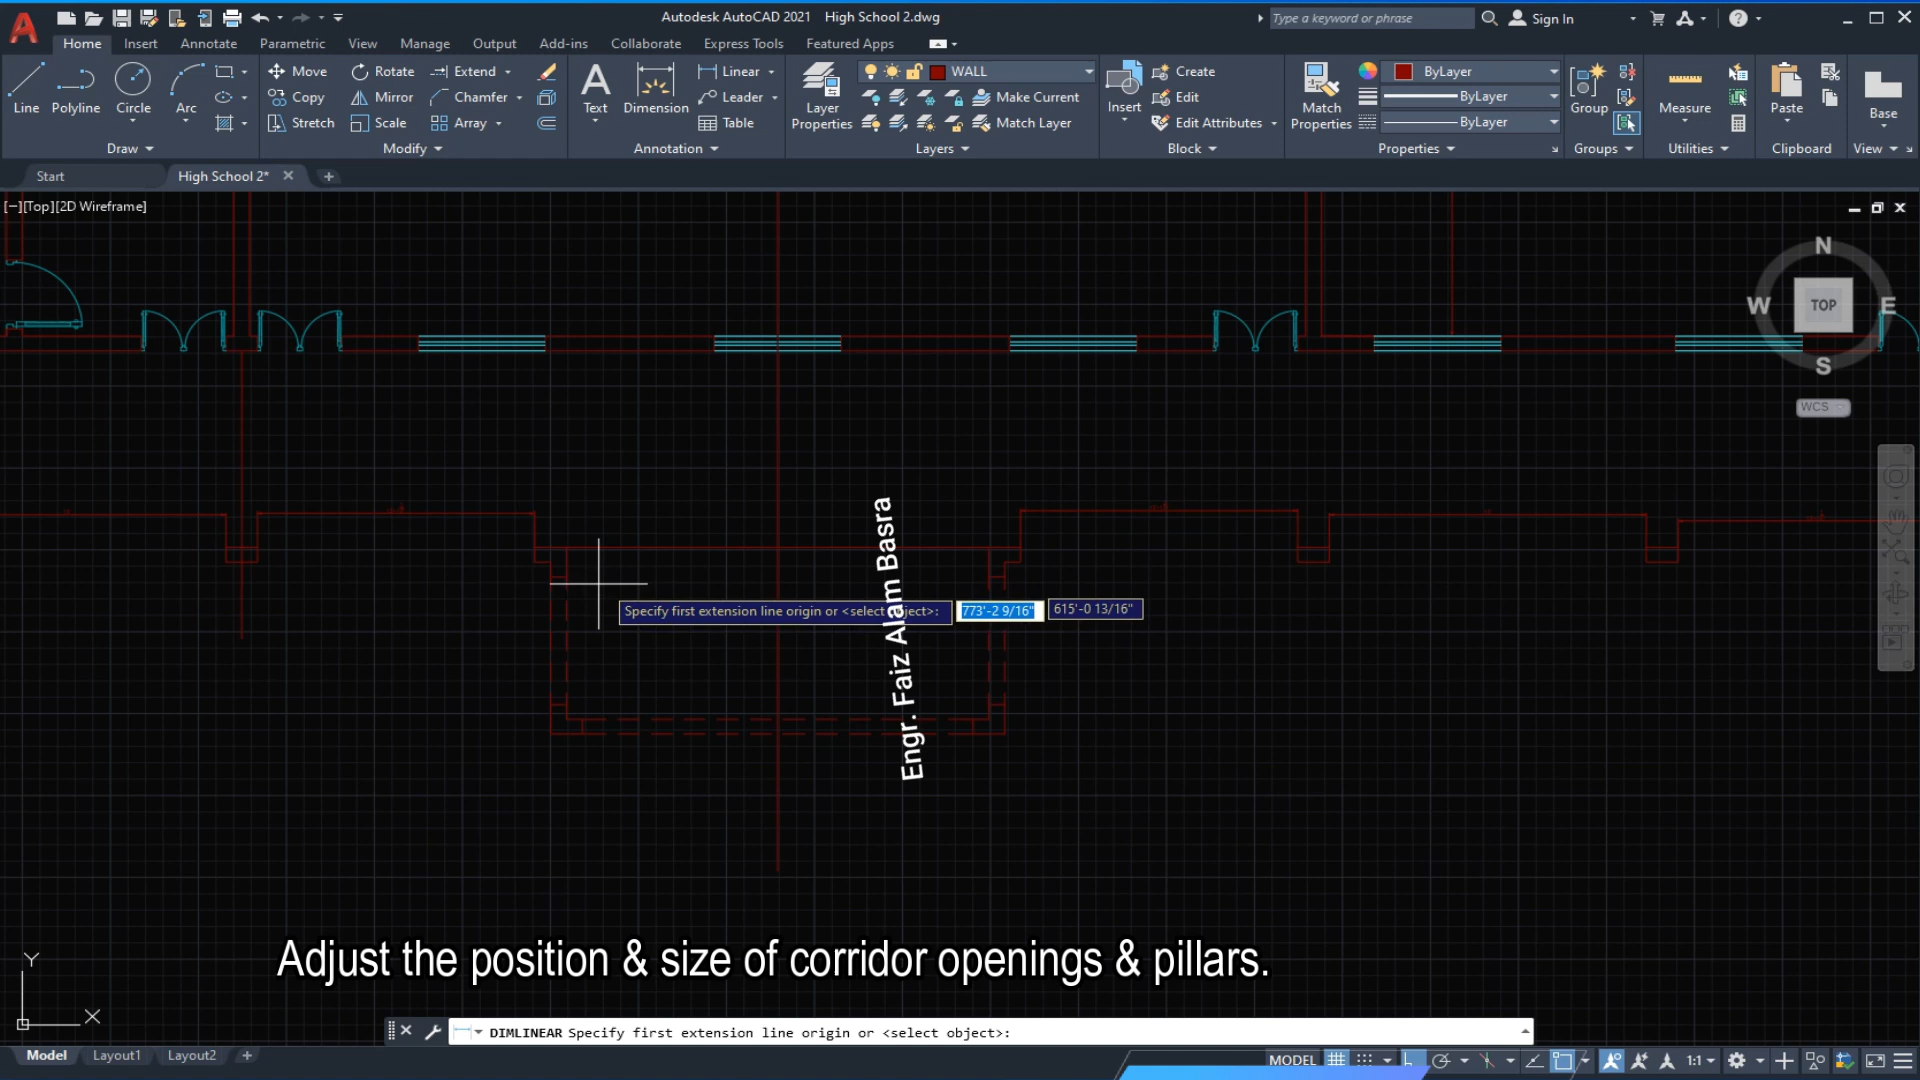 Autodesk AutoCAD 2021 High School 2.dwg
Type a keyword or phrase
Sign In
Home Insert Annotate Parametric View Manage Output Add-ins Collaborate Express Tools Featured Apps
Line Polyline Circle Arc
Move Rotate Extend
Copy Mirror Chamfer
Stretch Scale Array
Text Dimension
Linear
Leader
Table
Layer Properties
WALL
Make Current
Match Layer
Insert
Create
Edit
Edit Attributes
Match Properties
ByLayer
ByLayer
ByLayer
Group
Measure
Paste
Base
Draw Modify Annotation Layers Block Properties Groups Utilities Clipboard View
Start High School 2*
[−][Top][2D Wireframe]
N
W TOP E
S
WCS
Specify first extension line origin or <select object>: 773'-2 9/16" 615'-0 13/16"
Engr. Faiz Alam Basra
Adjust the position & size of corridor openings & pillars.
Y
X
DIMLINEAR Specify first extension line origin or <select object>:
Model Layout1 Layout2
MODEL 1:1